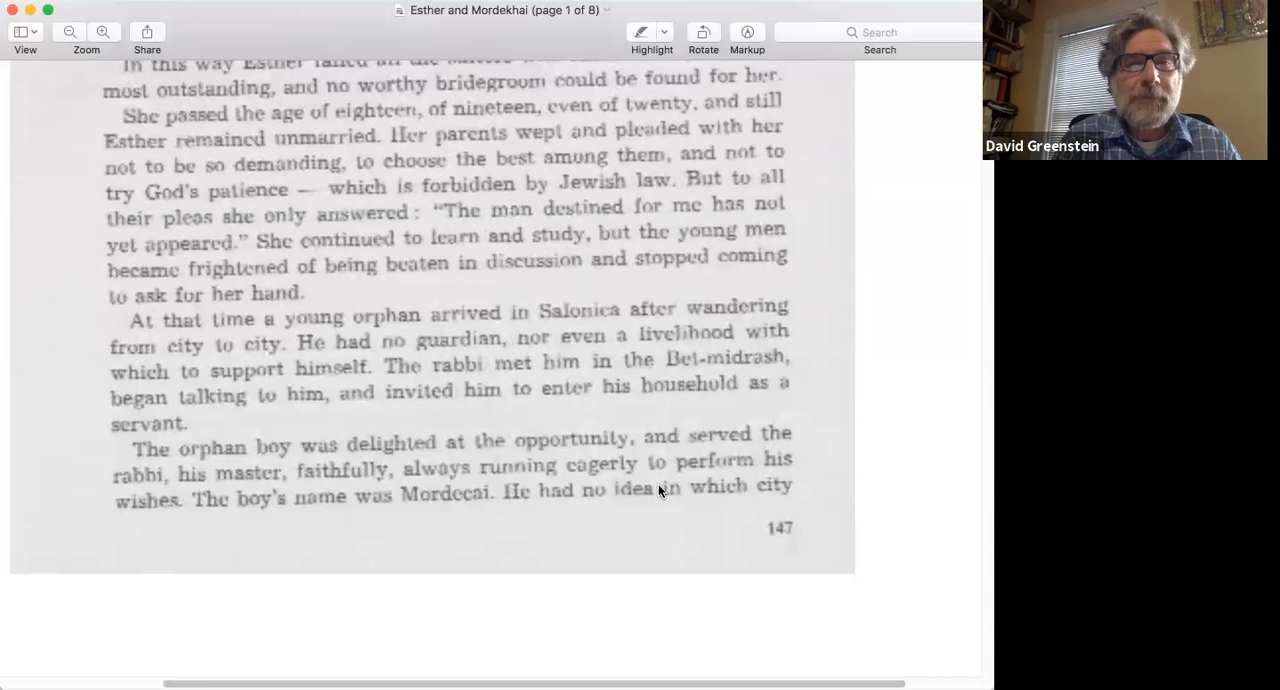 Esther and Mordekhai (page 1 of 8)
View
Zoom
Share
Highlight
Rotate
Markup
Search
Search
In this way Esther failed all the
most outstanding, and no worthy bridegroom could be found for her.
She passed the age of eighteen, of nineteen, even of twenty, and still
Esther remained unmarried. Her parents wept and pleaded with her
not to be so demanding, to choose the best among them, and not to
try God's patience — which is forbidden by Jewish law. But to all
their pleas she only answered: "The man destined for me has not
yet appeared." She continued to learn and study, but the young men
became frightened of being beaten in discussion and stopped coming
to ask for her hand.
At that time a young orphan arrived in Salonica after wandering
from city to city. He had no guardian, nor even a livelihood with
which to support himself. The rabbi met him in the Bet-midrash,
began talking to him, and invited him to enter his household as a
servant.
The orphan boy was delighted at the opportunity, and served the
rabbi, his master, faithfully, always running eagerly to perform his
wishes. The boy's name was Mordecai. He had no idea in which city
147
David Greenstein